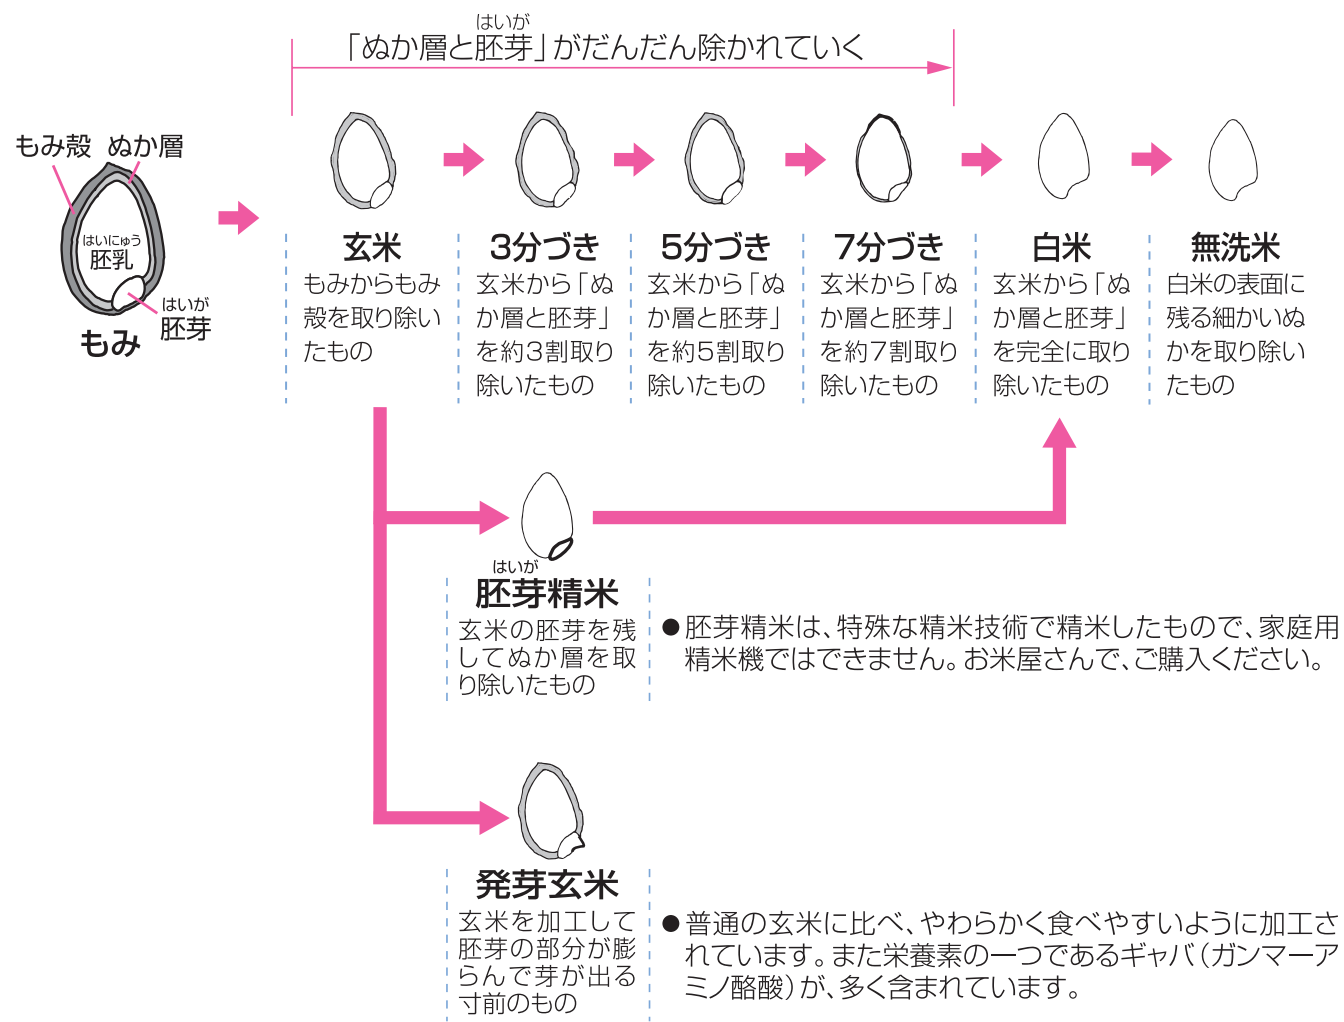 はいが
「ぬか層と胚芽」がだんだん除かれていく
もみ殻 ぬか層
はいにゅう
胚乳
はいが
胚芽
もみ
玄米
もみからもみ
殻を取り除い
たもの
3分づき
玄米から「ぬ
か層と胚芽」
を約3割取り
除いたもの
5分づき
玄米から「ぬ
か層と胚芽」
を約5割取り
除いたもの
7分づき
玄米から「ぬ
か層と胚芽」
を約7割取り
除いたもの
白米
玄米から「ぬ
か層と胚芽」
を完全に取り
除いたもの
無洗米
白米の表面に
残る細かいぬ
かを取り除い
たもの
はいが
胚芽精米
玄米の胚芽を残
してぬか層を取
り除いたもの
●胚芽精米は、特殊な精米技術で精米したもので、家庭用
精米機ではできません。お米屋さんで、ご購入ください。
発芽玄米
玄米を加工して
胚芽の部分が膨
らんで芽が出る
寸前のもの
●普通の玄米に比べ、やわらかく食べやすいように加工さ
れています。また栄養素の一つであるギャバ（ガンマーア
ミノ酪酸）が、多く含まれています。